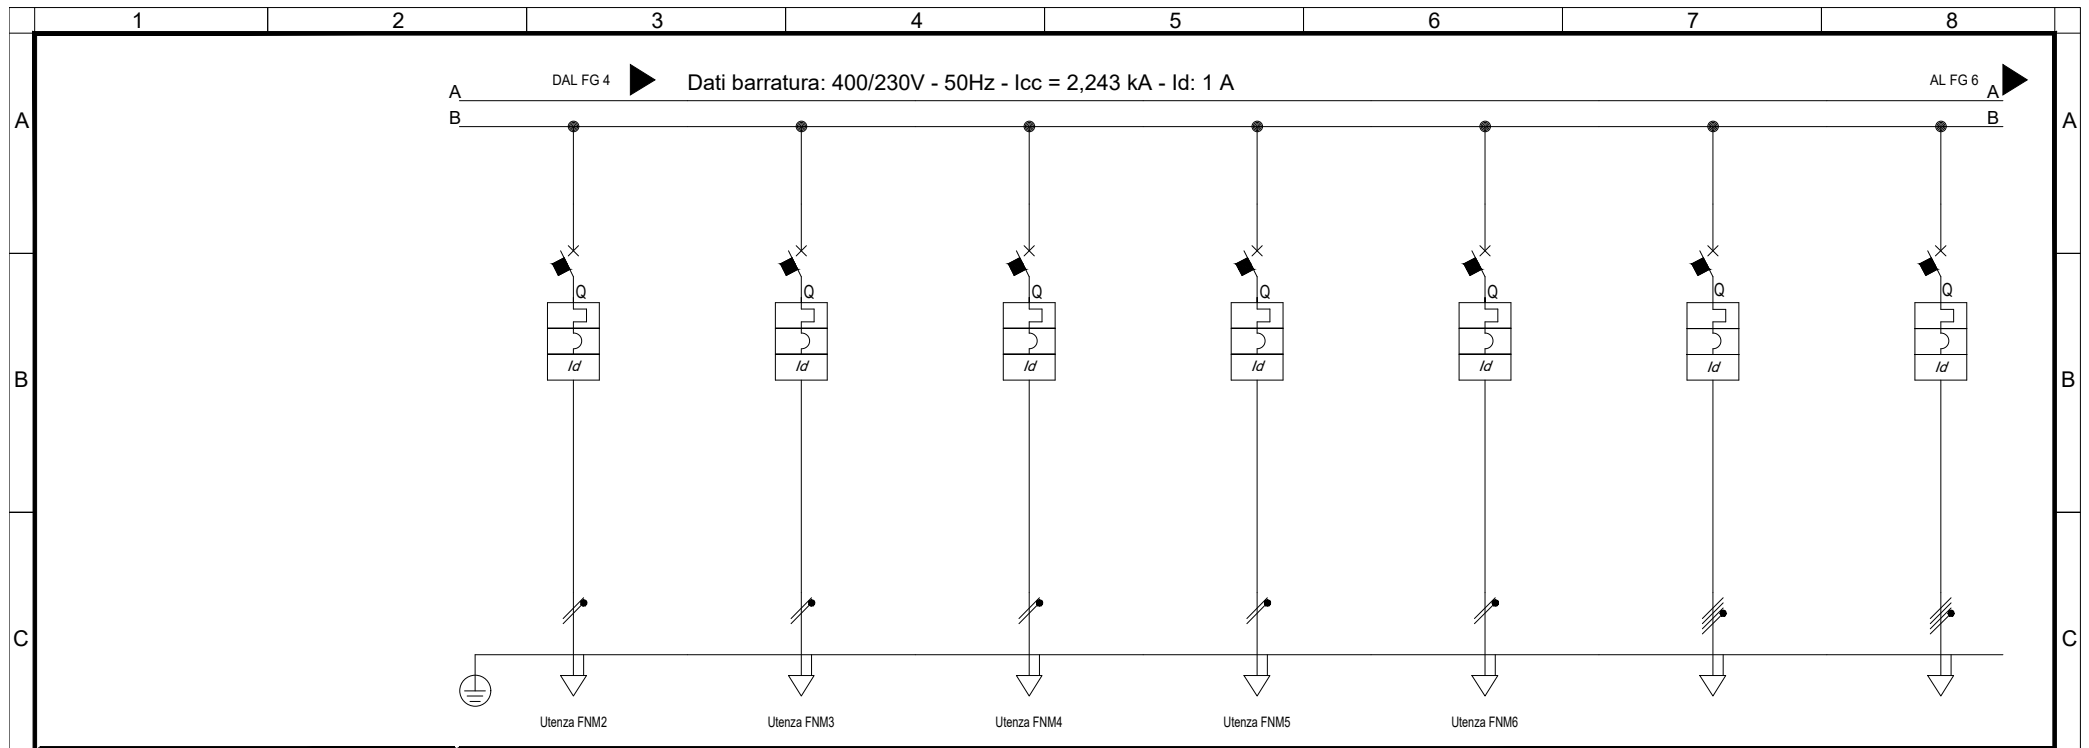 1 2 3 4 5 6 7 8
DAL FG 4 Dati barratura: 400/230V - 50Hz - Icc = 2,243 kA - Id: 1 A AL FG 6
A A
B B
A A
Q Q Q Q Q Q Q
Id Id Id Id Id Id Id
B B
C C
Utenza FNM2 Utenza FNM3 Utenza FNM4 Utenza FNM5 Utenza FNM6